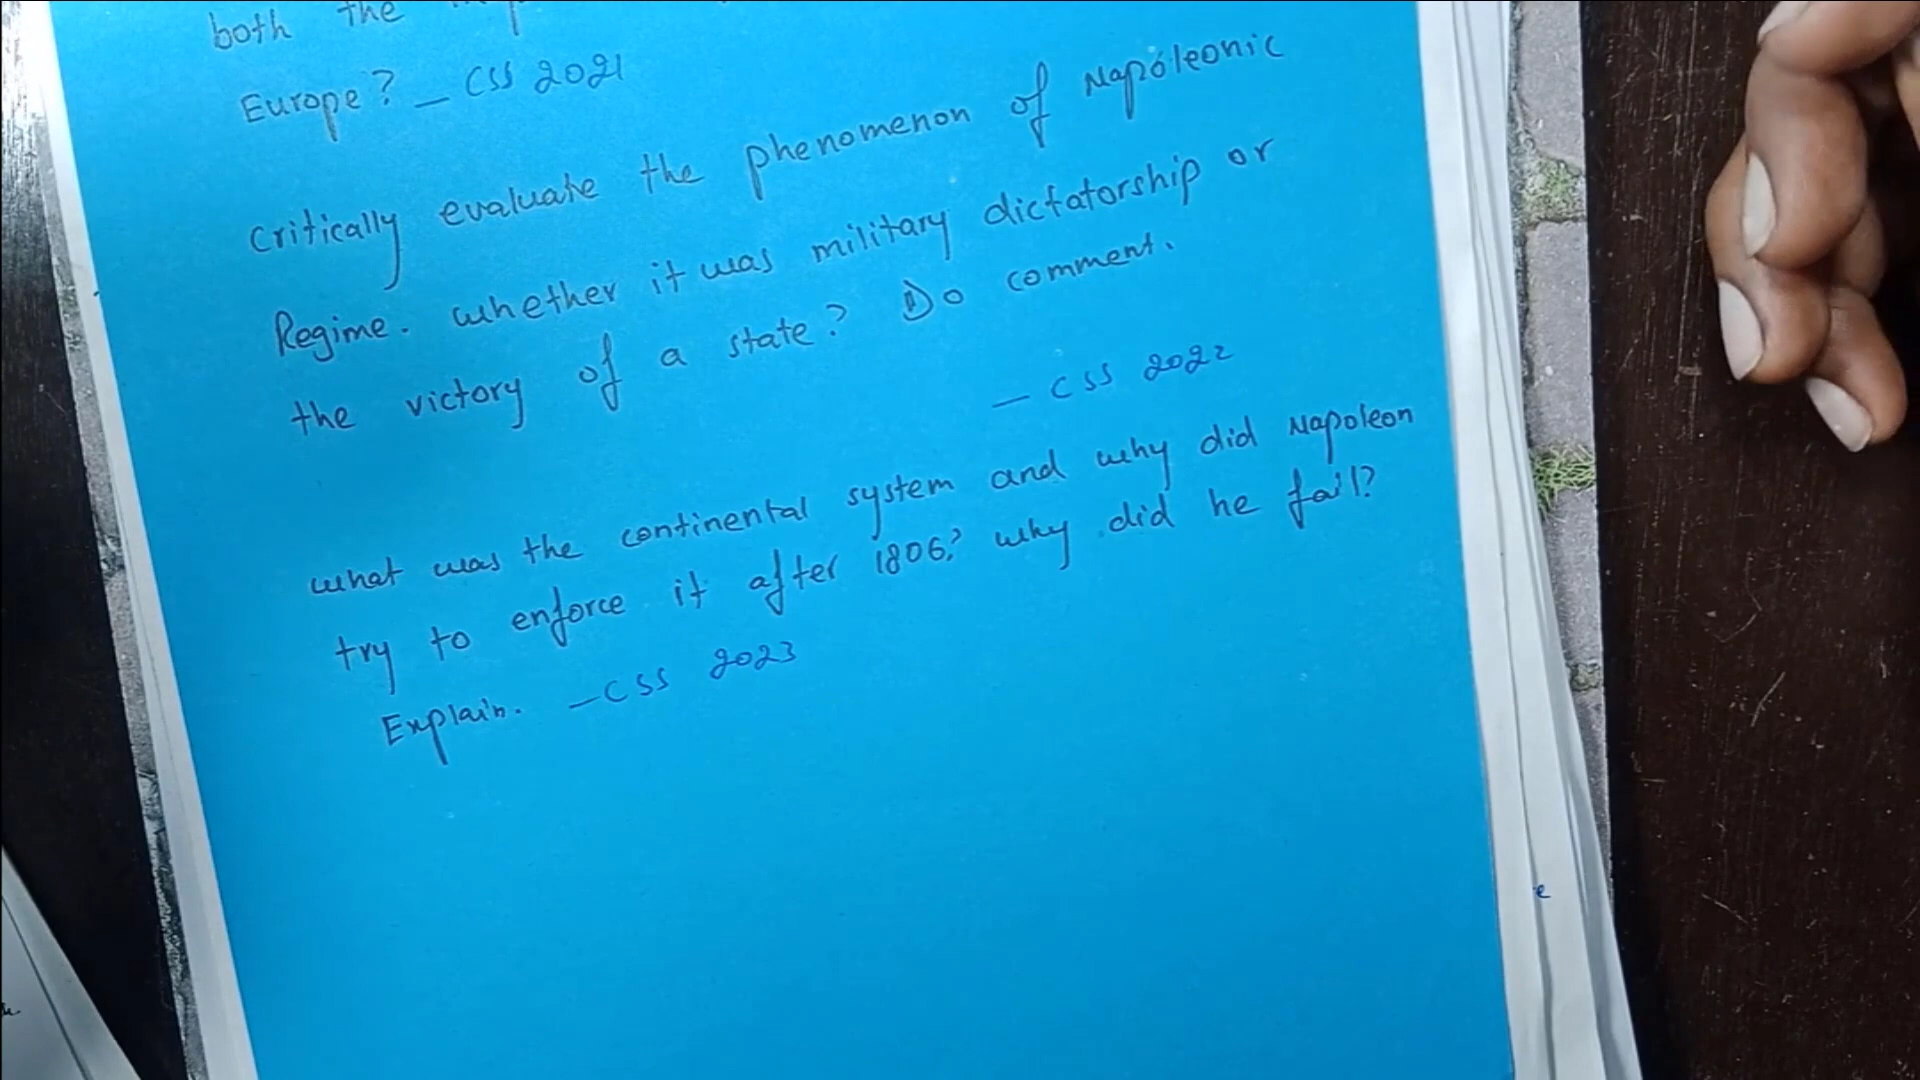 both the
Europe? _ CSS 2021
critically evaluate the phenomenon of Napoleonic
Regime. whether it was military dictatorship or
the victory of a state? Do comment.
_ CSS 2022
what was the continental system and why did Napoleon
try to enforce it after 1806? why did he fail?
Explain. _CSS 2023